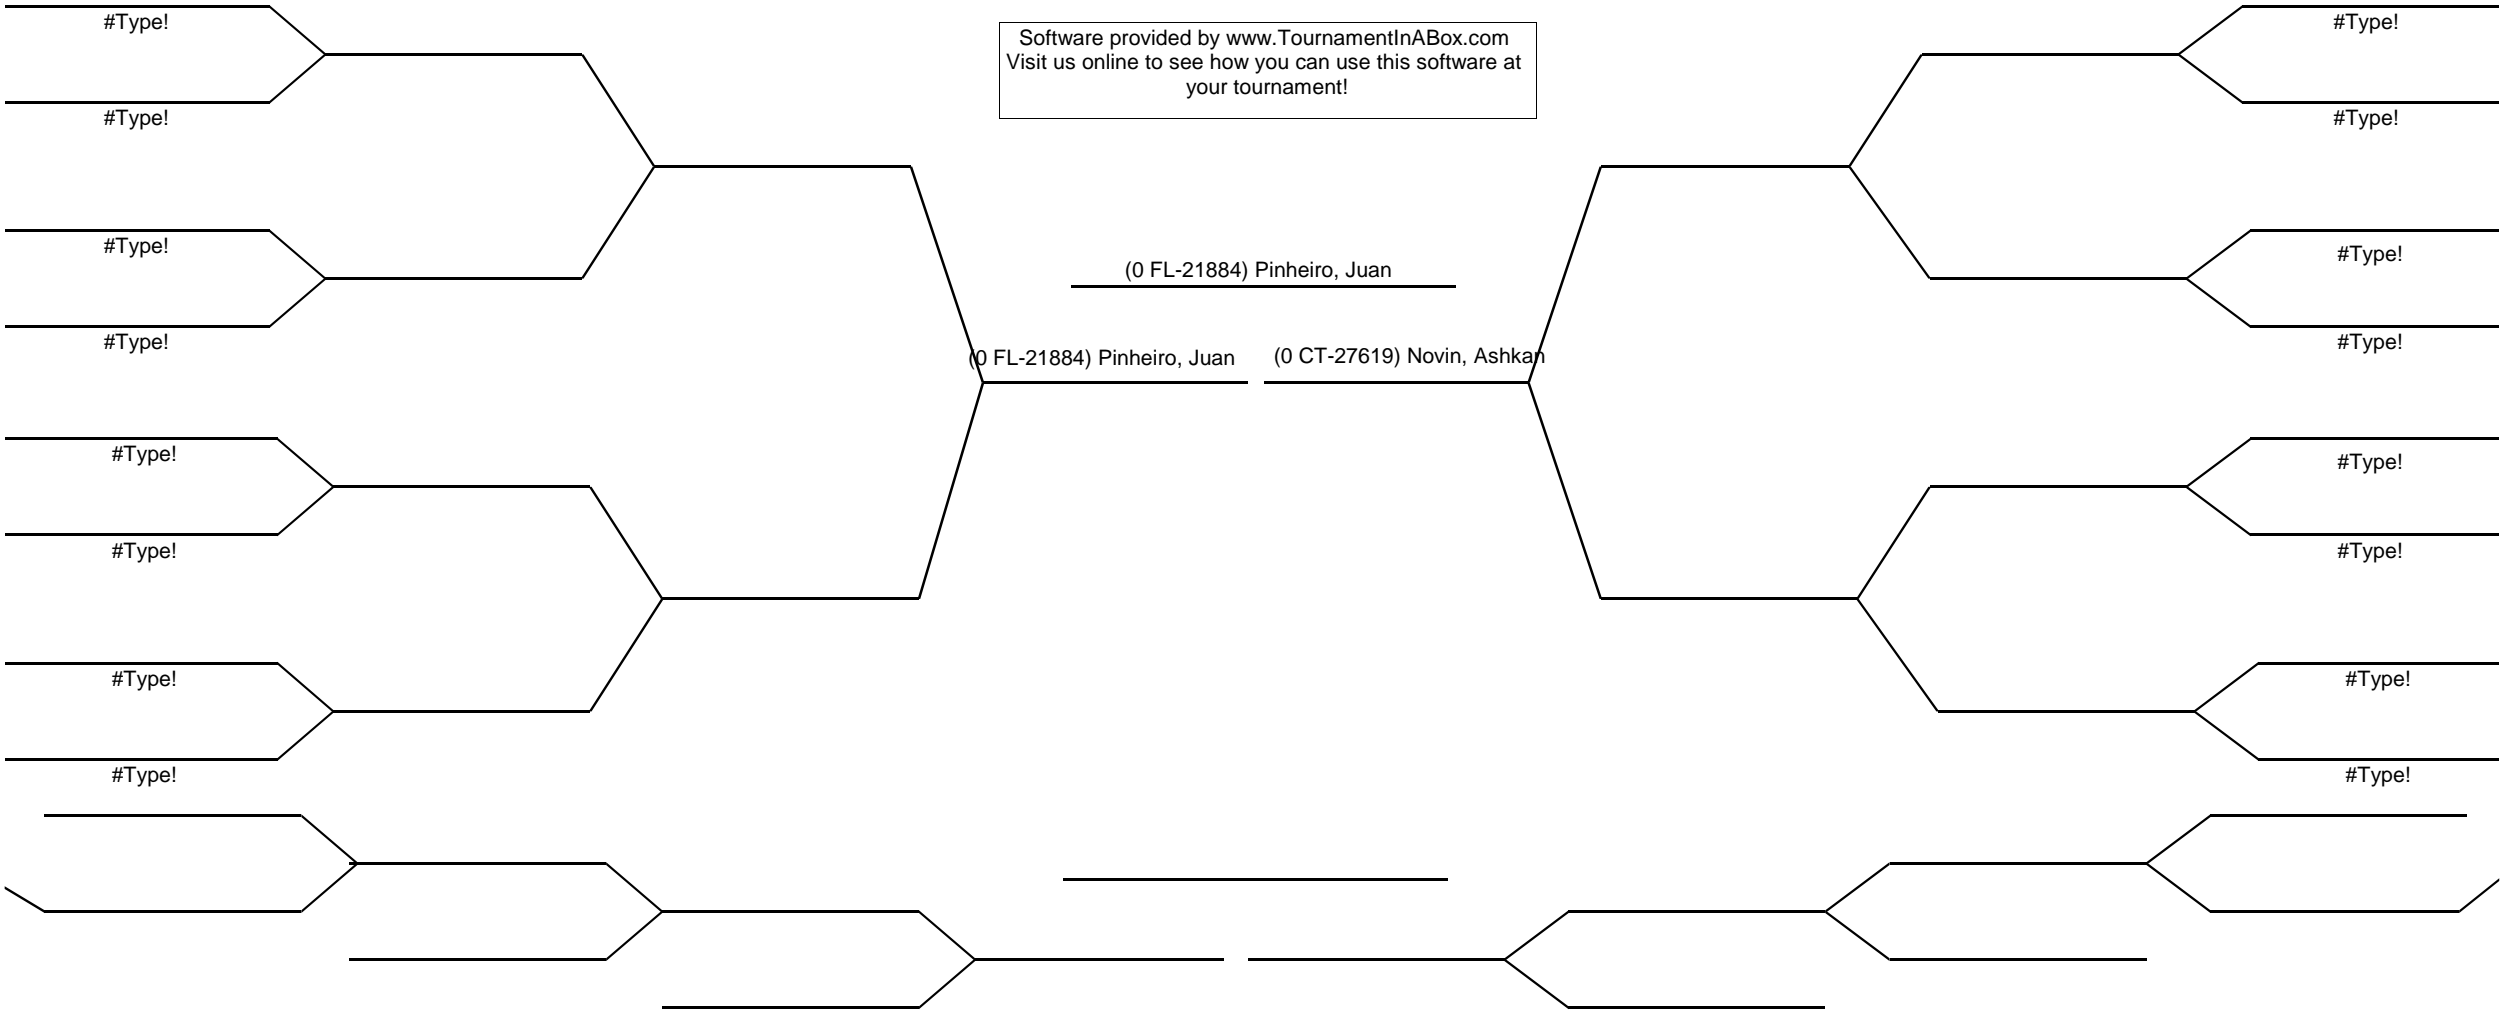 #Type!
Software provided by www.TournamentInABox.com
Visit us online to see how you can use this software at
your tournament!
#Type!
#Type!
#Type!
#Type!
#Type!
(0 FL-21884) Pinheiro, Juan
#Type!
#Type!
(0 FL-21884) Pinheiro, Juan
(0 CT-27619) Novin, Ashkan
#Type!
#Type!
#Type!
#Type!
#Type!
#Type!
#Type!
#Type!